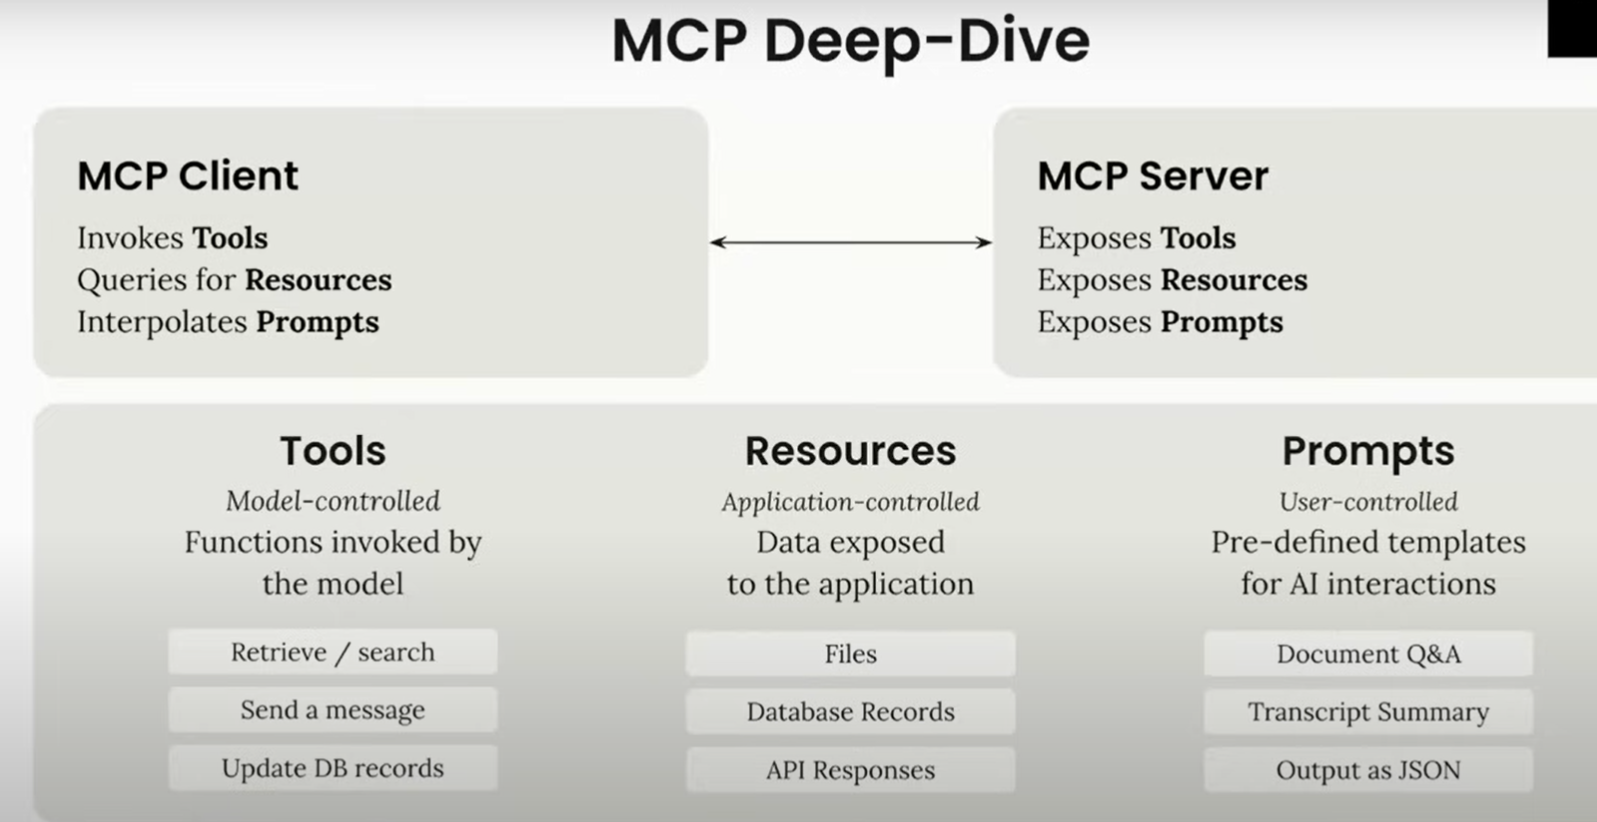 MCP Deep-Dive
MCP Client
Invokes Tools
Queries for Resources
Interpolates Prompts
MCP Server
Exposes Tools
Exposes Resources
Exposes Prompts
Tools
Model-controlled
Functions invoked by
the model
Retrieve / search
Send a message
Update DB records
Resources
Application-controlled
Data exposed
to the application
Files
Database Records
API Responses
Prompts
User-controlled
Pre-defined templates
for AI interactions
Document Q&A
Transcript Summary
Output as JSON